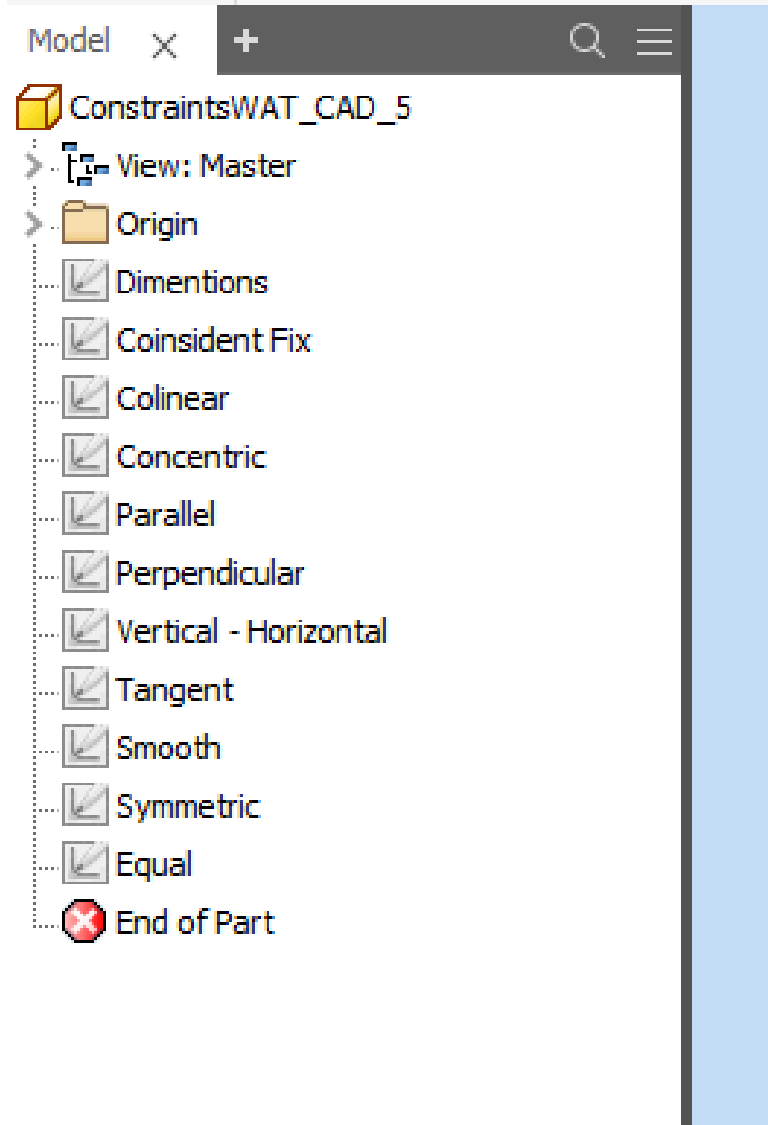 Model
ConstraintsWAT_CAD_5
View: Master
Origin
Dimentions
Coinsident Fix
Colinear
Concentric
Parallel
Perpendicular
Vertical - Horizontal
Tangent
Smooth
Symmetric
Equal
End of Part